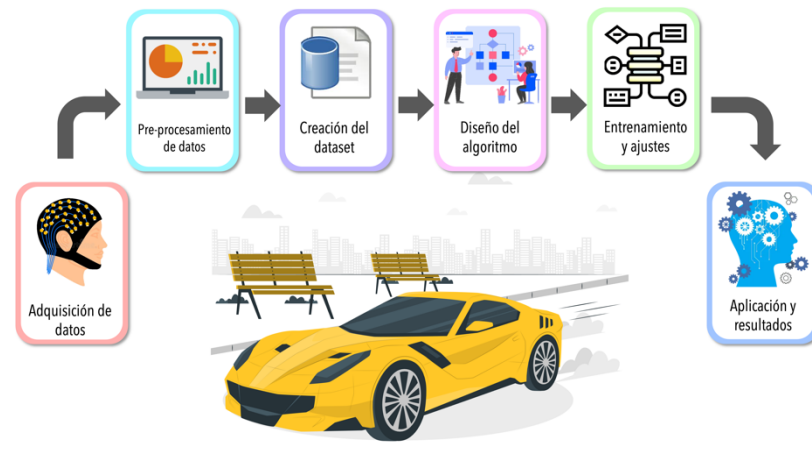 Adquisición de
datos
Pre-procesamiento
de datos
Creación del
dataset
Diseño del
algoritmo
Entrenamiento
y ajustes
Aplicación y
resultados